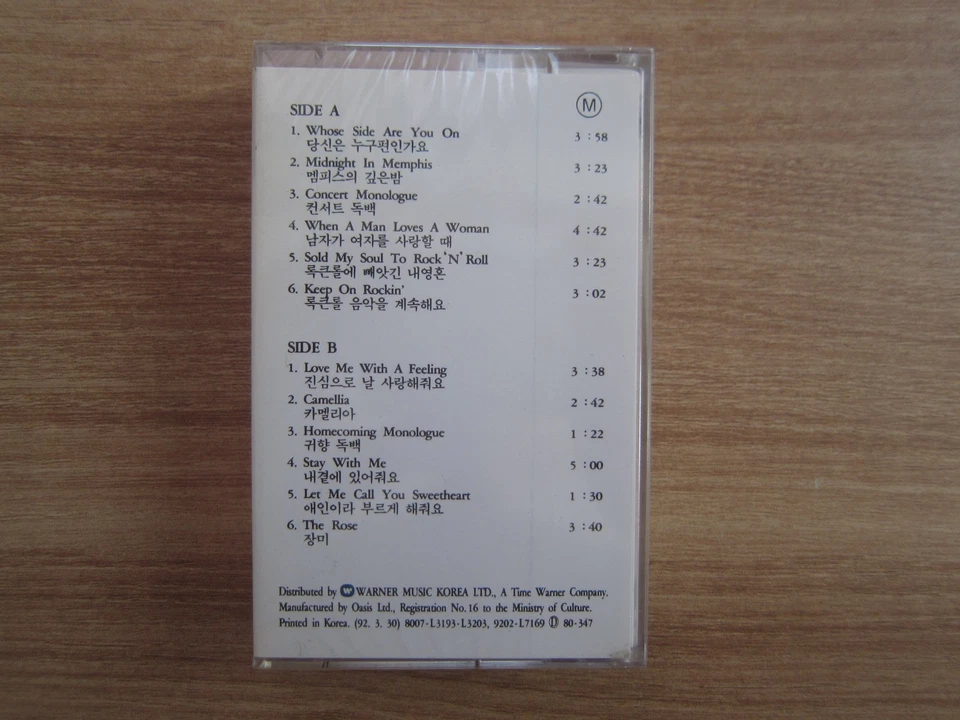 SIDE A
Ⓜ
1. Whose Side Are You On 3 : 58
당신은 누구편인가요
2. Midnight In Memphis 3 : 23
멤피스의 깊은밤
3. Concert Monologue 2 : 42
컨서트 독백
4. When A Man Loves A Woman 4 : 42
남자가 여자를 사랑할 때
5. Sold My Soul To Rock 'N' Roll 3 : 23
록큰롤에 빼앗긴 내영혼
6. Keep On Rockin' 3 : 02
록큰롤 음악을 계속해요
SIDE B
1. Love Me With A Feeling 3 : 38
진심으로 날 사랑해줘요
2. Camellia 2 : 42
카멜리아
3. Homecoming Monologue 1 : 22
귀향 독백
4. Stay With Me 5 : 00
내곁에 있어줘요
5. Let Me Call You Sweetheart 1 : 30
애인이라 부르게 해줘요
6. The Rose 3 : 40
장미
Distributed by WARNER MUSIC KOREA LTD., A Time Warner Company.
Manufactured by Oasis Ltd., Registration No. 16 to the Ministry of Culture.
Printed in Korea. (92. 3. 30) 8007-L3193-L3203, 9202-L7169 Ⓓ 80-347